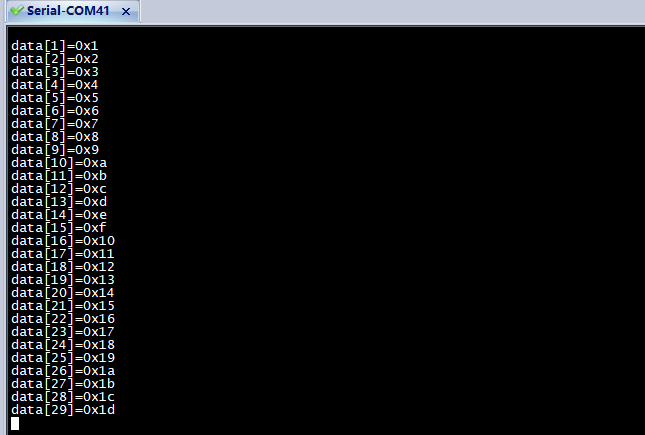 Serial-COM41
data[1]=0x1
data[2]=0x2
data[3]=0x3
data[4]=0x4
data[5]=0x5
data[6]=0x6
data[7]=0x7
data[8]=0x8
data[9]=0x9
data[10]=0xa
data[11]=0xb
data[12]=0xc
data[13]=0xd
data[14]=0xe
data[15]=0xf
data[16]=0x10
data[17]=0x11
data[18]=0x12
data[19]=0x13
data[20]=0x14
data[21]=0x15
data[22]=0x16
data[23]=0x17
data[24]=0x18
data[25]=0x19
data[26]=0x1a
data[27]=0x1b
data[28]=0x1c
data[29]=0x1d